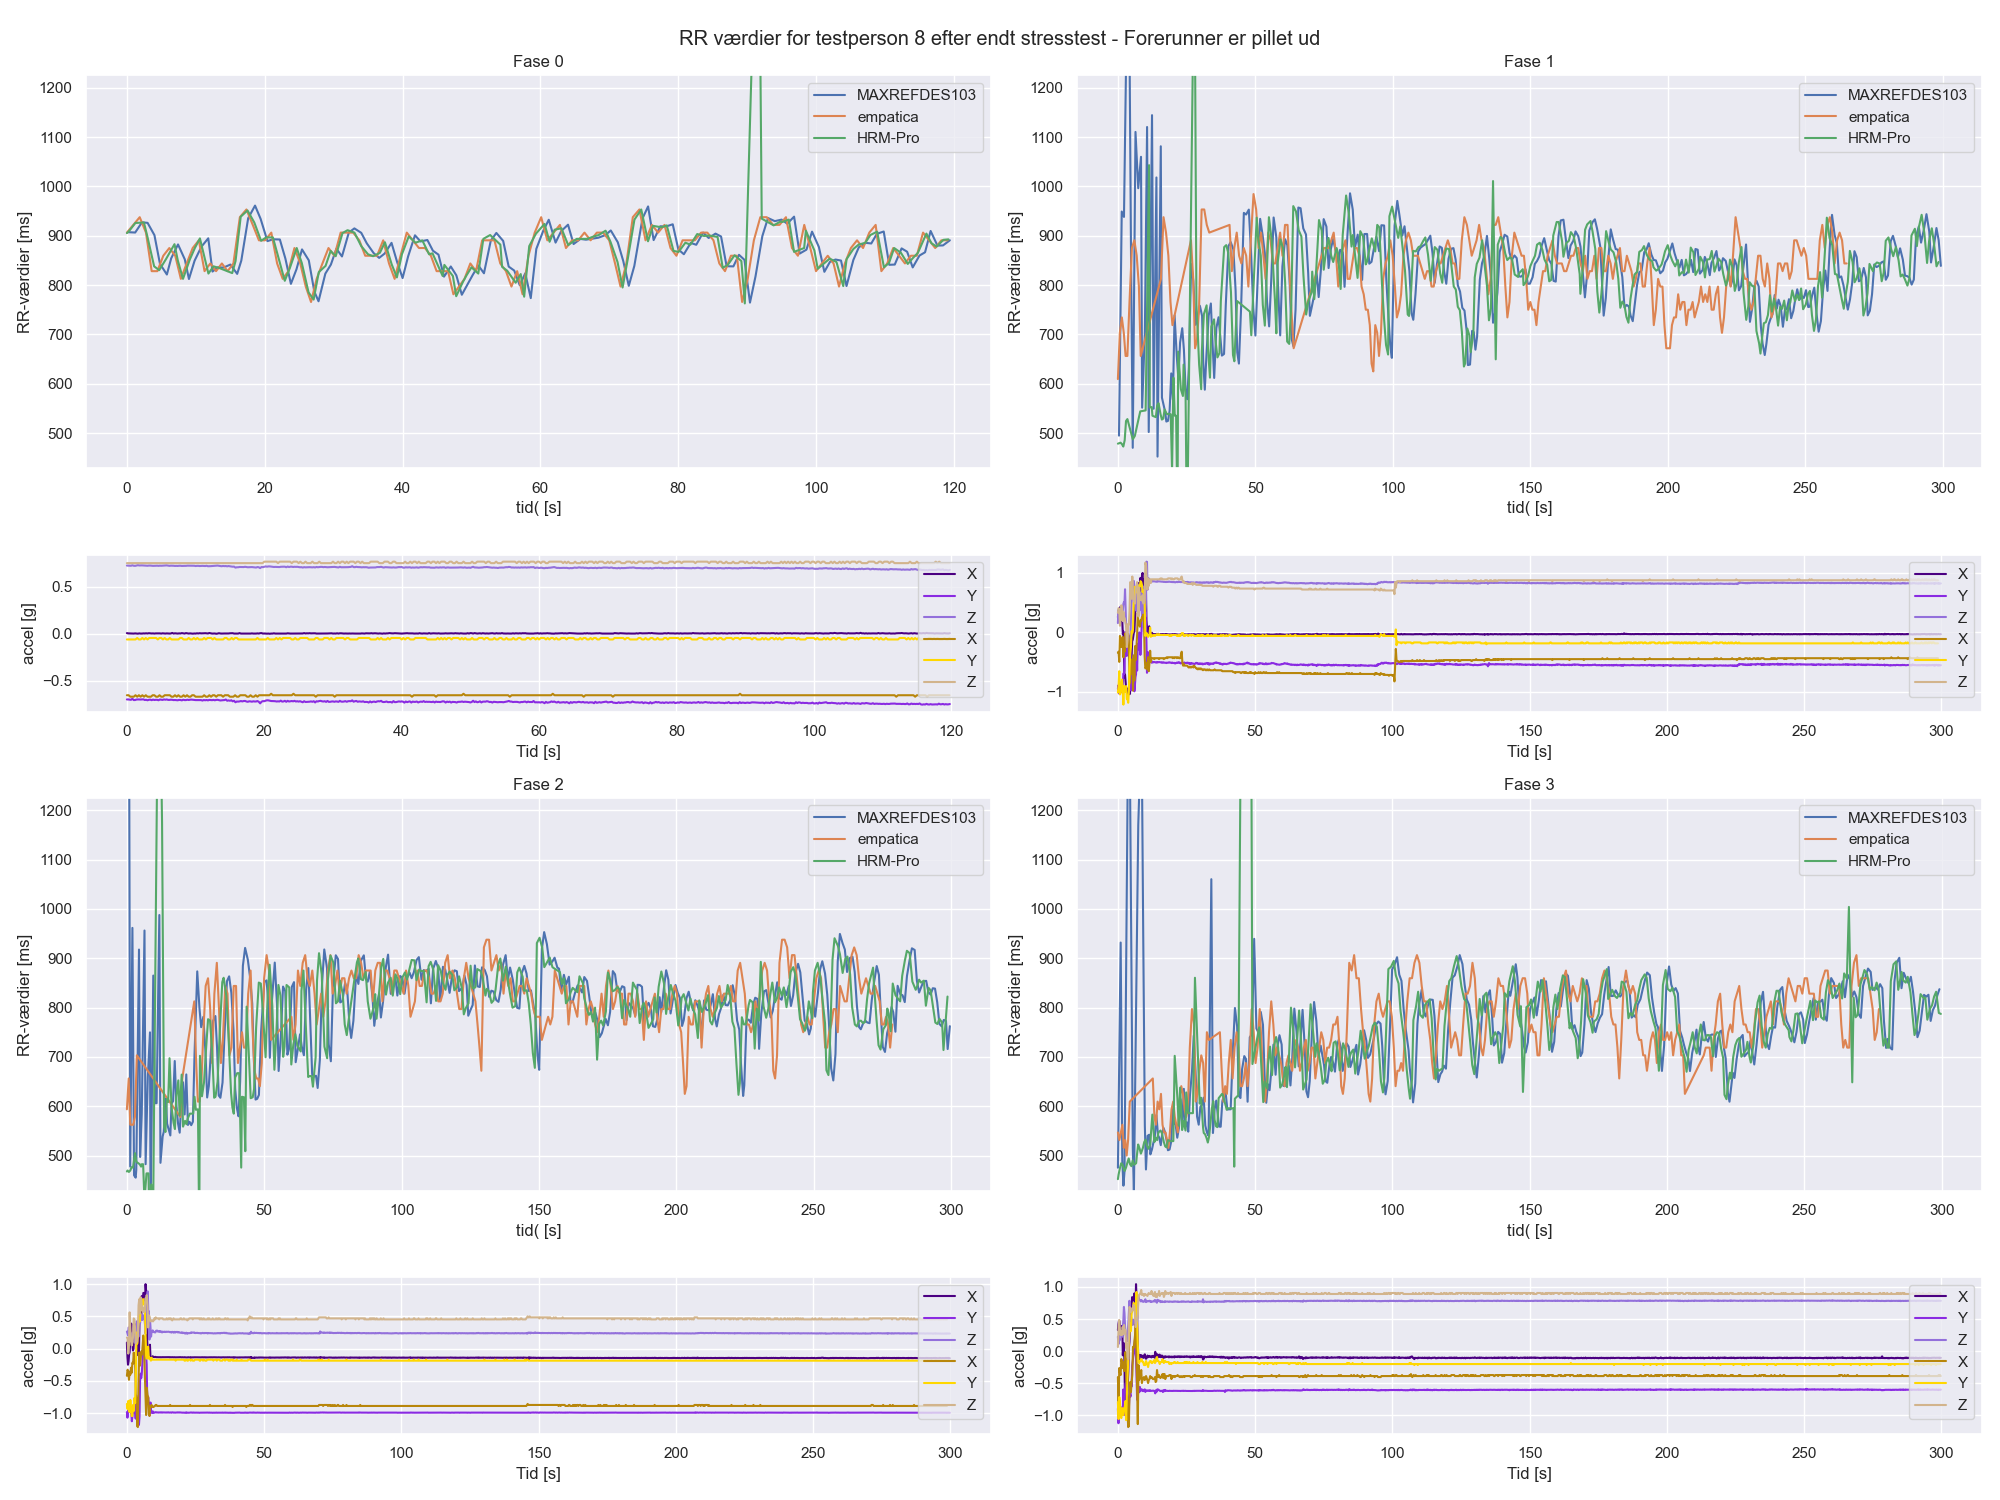 RR værdier for testperson 8 efter endt stresstest - Forerunner er pillet ud
Fase 0
1200
1100
1000
900
800
700
600
500
RR-værdier [ms]
MAXREFDES103
empatica
HRM-Pro
0 20 40 60 80 100 120
tid( [s]
Fase 1
1200
1100
1000
900
800
700
600
500
RR-værdier [ms]
MAXREFDES103
empatica
HRM-Pro
0 50 100 150 200 250 300
tid( [s]
0.5
0.0
−0.5
accel [g]
X
Y
Z
X
Y
Z
0 20 40 60 80 100 120
Tid [s]
1
0
−1
accel [g]
X
Y
Z
X
Y
Z
0 50 100 150 200 250 300
Tid [s]
Fase 2
1200
1100
1000
900
800
700
600
500
RR-værdier [ms]
MAXREFDES103
empatica
HRM-Pro
0 50 100 150 200 250 300
tid( [s]
Fase 3
1200
1100
1000
900
800
700
600
500
RR-værdier [ms]
MAXREFDES103
empatica
HRM-Pro
0 50 100 150 200 250 300
tid( [s]
1.0
0.5
0.0
−0.5
−1.0
accel [g]
X
Y
Z
X
Y
Z
0 50 100 150 200 250 300
Tid [s]
1.0
0.5
0.0
−0.5
−1.0
accel [g]
X
Y
Z
X
Y
Z
0 50 100 150 200 250 300
Tid [s]